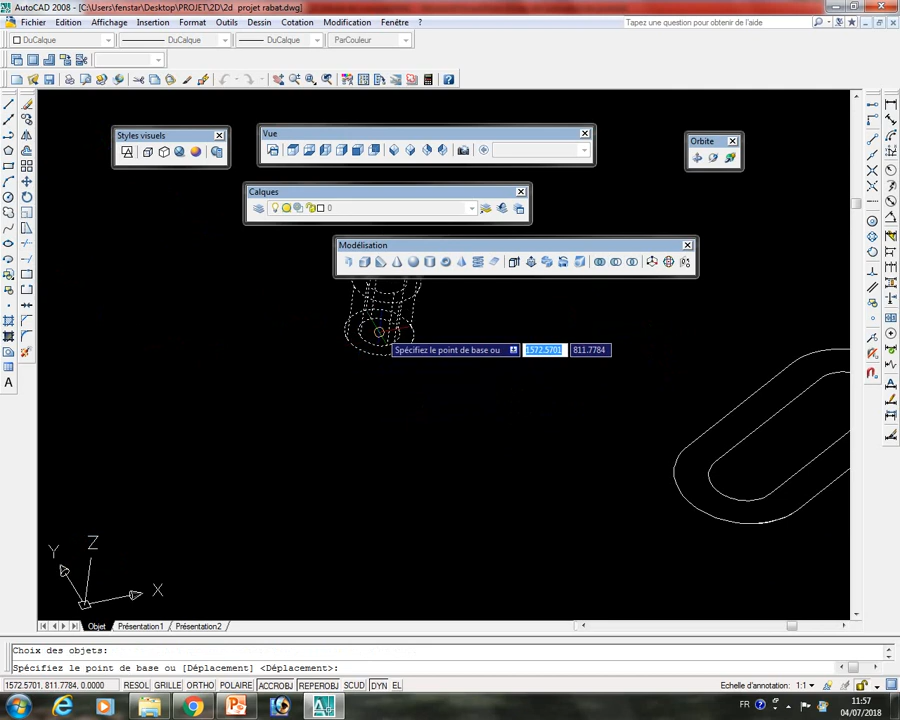 AutoCAD 2008 - [C:\Users\fenstar\Desktop\PROJET\2D\2d projet rabat.dwg]
Fichier Edition Affichage Insertion Format Outils Dessin Cotation Modification Fenêtre ?
Tapez une question pour obtenir de l'aide
DuCalque DuCalque DuCalque ParCouleur
Styles visuels
Vue
Orbite
Calques
0
Modélisation
Spécifiez le point de base ou 1572.5701 811.7784
Z
Y
X
Objet Présentation1 Présentation2
Choix des objets:
Spécifiez le point de base ou [Déplacement] <Déplacement>:
1572.5701, 811.7784, 0.0000 RESOL GRILLE ORTHO POLAIRE ACCROBJ REPEROBJ SCUD DYN EL Echelle d'annotation: 1:1
FR
11:57
04/07/2018